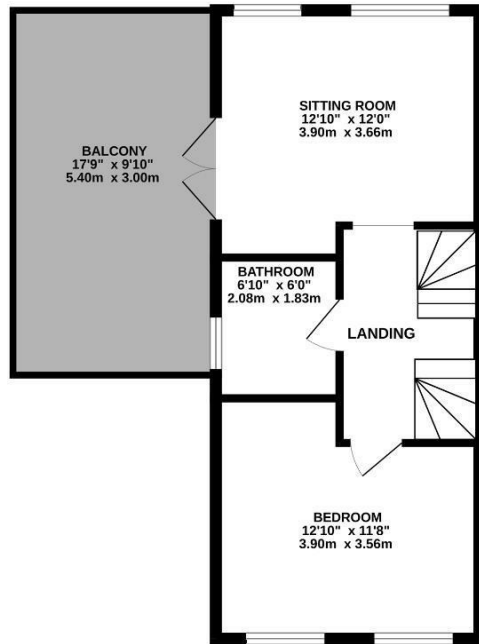 SITTING ROOM
12'10" x 12'0"
3.90m x 3.66m
BALCONY
17'9" x 9'10"
5.40m x 3.00m
BATHROOM
6'10" x 6'0"
2.08m x 1.83m
LANDING
BEDROOM
12'10" x 11'8"
3.90m x 3.56m